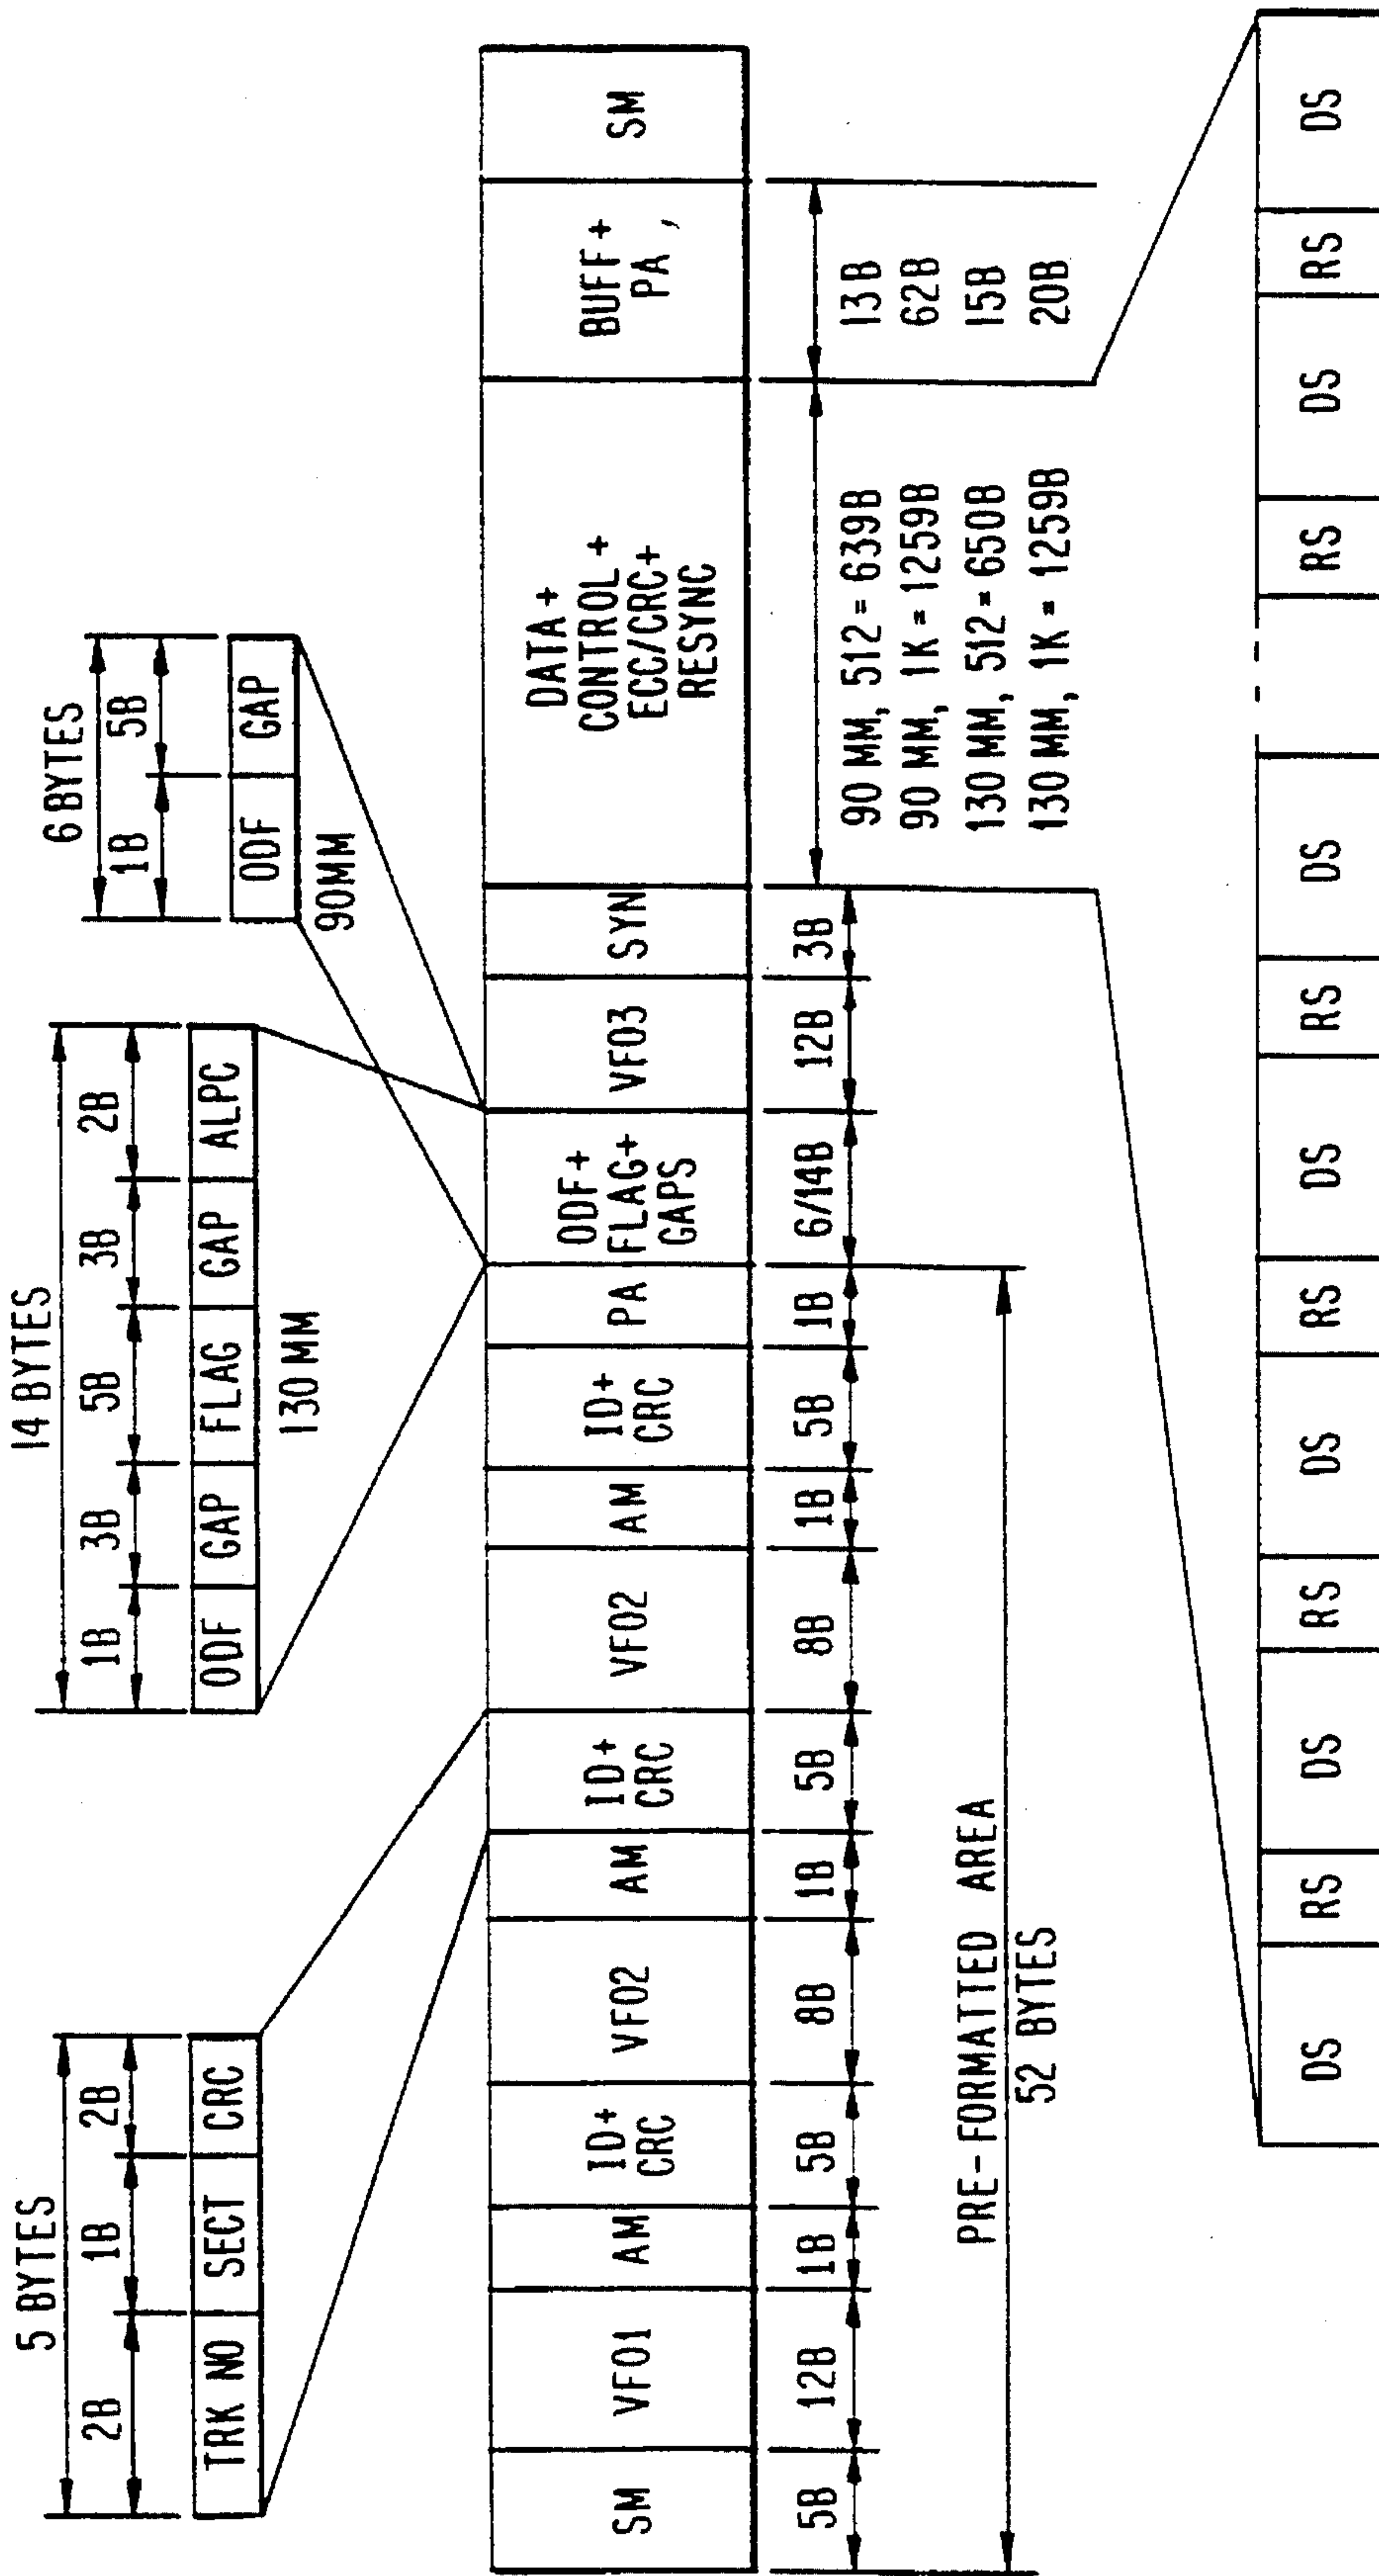 5 BYTES
2B 1B 2B
TRK NO SECT CRC
14 BYTES
1B 3B 5B 3B 2B
ODF GAP FLAG GAP ALPC
130 MM
6 BYTES
1B 5B
ODF GAP
90MM
SM VFO1 AM ID+ CRC VFO2 AM ID+ CRC VFO2 AM ID+ CRC PA ODF+ FLAG+ GAPS VFO3 SYN DATA+ CONTROL+ ECC/CRC+ RESYNC BUFF+ PA SM
5B 12B 1B 5B 8B 1B 5B 8B 1B 5B 1B 6/14B 12B 3B
90 MM, 512 = 639B 13B
90 MM, 1K = 1259B 62B
130 MM, 512 = 650B 15B
130 MM, 1K = 1259B 20B
PRE-FORMATTED AREA
52 BYTES
DS RS DS RS DS RS DS RS DS RS DS RS DS